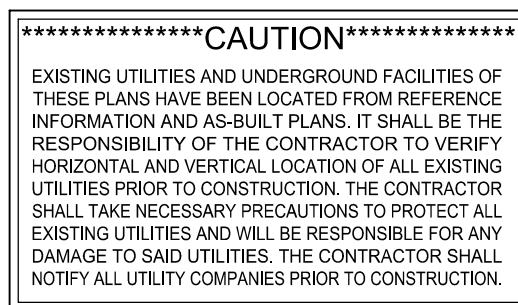 ***************CAUTION**************
EXISTING UTILITIES AND UNDERGROUND FACILITIES OF
THESE PLANS HAVE BEEN LOCATED FROM REFERENCE
INFORMATION AND AS-BUILT PLANS. IT SHALL BE THE
RESPONSIBILITY OF THE CONTRACTOR TO VERIFY
HORIZONTAL AND VERTICAL LOCATION OF ALL EXISTING
UTILITIES PRIOR TO CONSTRUCTION. THE CONTRACTOR
SHALL TAKE NECESSARY PRECAUTIONS TO PROTECT ALL
EXISTING UTILITIES AND WILL BE RESPONSIBLE FOR ANY
DAMAGE TO SAID UTILITIES. THE CONTRACTOR SHALL
NOTIFY ALL UTILITY COMPANIES PRIOR TO CONSTRUCTION.